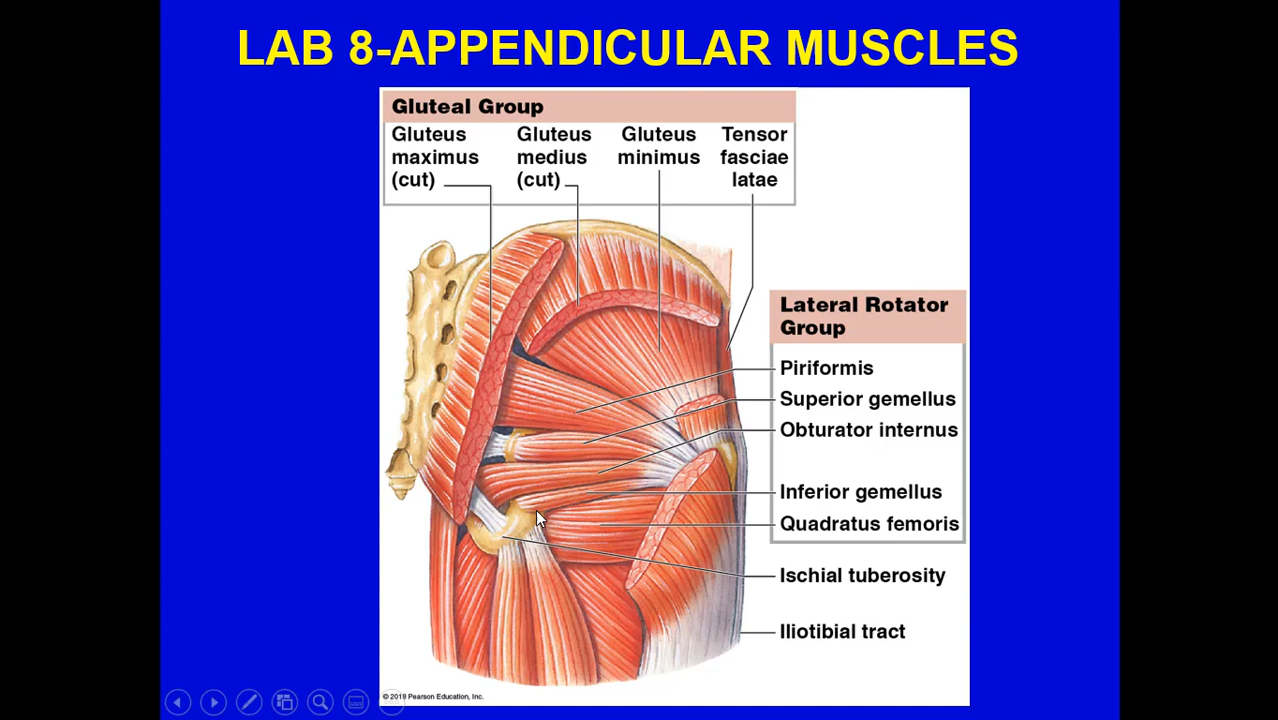 LAB 8-APPENDICULAR MUSCLES
Gluteal Group
Gluteus
maximus
(cut)
Gluteus
medius
(cut)
Gluteus
minimus
Tensor
fasciae
latae
Lateral Rotator
Group
Piriformis
Superior gemellus
Obturator internus
Inferior gemellus
Quadratus femoris
Ischial tuberosity
Iliotibial tract
© 2018 Pearson Education, Inc.